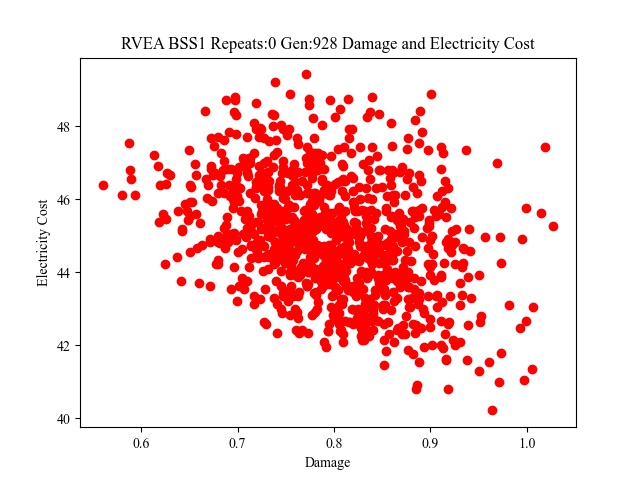 RVEA BSS1 Repeats:0 Gen:928 Damage and Electricity Cost
48
46
44
42
40
Electricity Cost
0.6 0.7 0.8 0.9 1.0
Damage